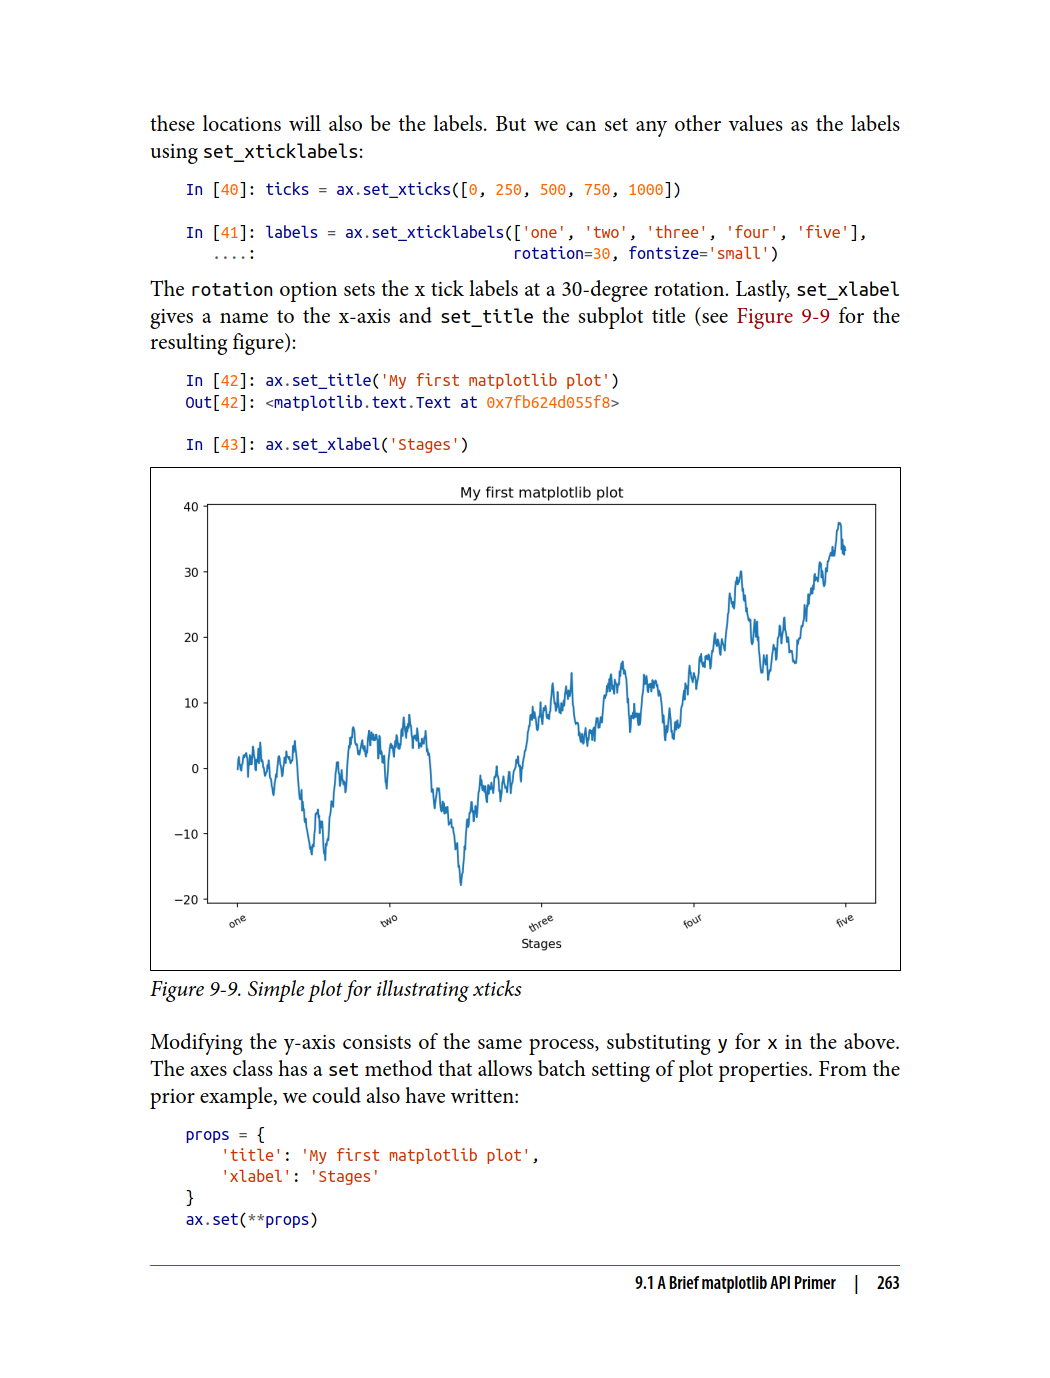 these locations will also be the labels. But we can set any other values as the labels
using set_xticklabels:
In [40]: ticks = ax.set_xticks([0, 250, 500, 750, 1000])
In [41]: labels = ax.set_xticklabels(['one', 'two', 'three', 'four', 'five'],
....: rotation=30, fontsize='small')
The rotation option sets the x tick labels at a 30-degree rotation. Lastly, set_xlabel
gives a name to the x-axis and set_title the subplot title (see Figure 9-9 for the
resulting figure):
In [42]: ax.set_title('My first matplotlib plot')
Out[42]: <matplotlib.text.Text at 0x7fb624d055f8>
In [43]: ax.set_xlabel('Stages')
My first matplotlib plot
40
30
20
10
0
−10
−20
one two three four five
Stages
Figure 9-9. Simple plot for illustrating xticks
Modifying the y-axis consists of the same process, substituting y for x in the above.
The axes class has a set method that allows batch setting of plot properties. From the
prior example, we could also have written:
props = {
'title': 'My first matplotlib plot',
'xlabel': 'Stages'
}
ax.set(**props)
9.1 A Brief matplotlib API Primer | 263